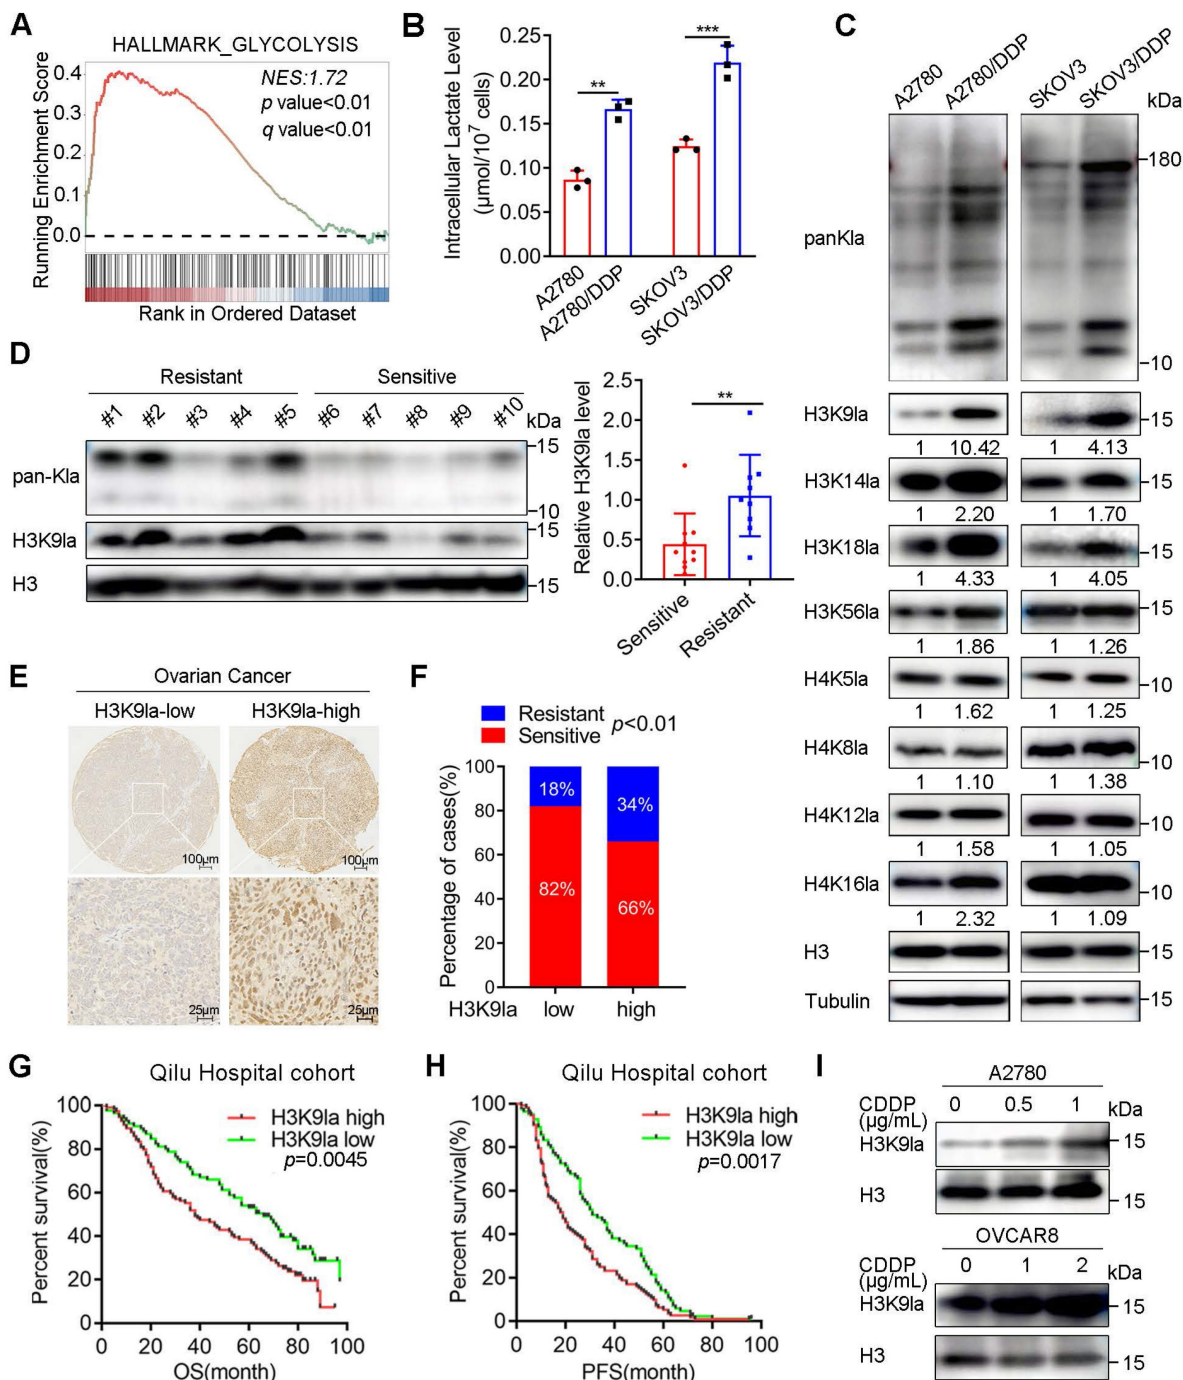 A
HALLMARK_GLYCOLYSIS
NES:1.72
p value<0.01
q value<0.01
Running Enrichment Score
0.4
0.3
0.2
0.1
0.0
Rank in Ordered Dataset
B
Intracellular Lactate Level
(μmol/10⁷ cells)
0.25
0.20
0.15
0.10
0.05
0.00
**
***
A2780
A2780/DDP
SKOV3
SKOV3/DDP
C
A2780
A2780/DDP
SKOV3
SKOV3/DDP
kDa
panKla
180
10
H3K9la
15
1 10.42 1 4.13
H3K14la
15
1 2.20 1 1.70
H3K18la
15
1 4.33 1 4.05
H3K56la
15
1 1.86 1 1.26
H4K5la
10
1 1.62 1 1.25
H4K8la
10
1 1.10 1 1.38
H4K12la
10
1 1.58 1 1.05
H4K16la
10
1 2.32 1 1.09
H3
15
Tubulin
15
D
Resistant Sensitive
#1 #2 #3 #4 #5 #6 #7 #8 #9 #10 kDa
pan-Kla
15
10
H3K9la
15
H3
15
Relative H3K9la level
2.5
2.0
1.5
1.0
0.5
0.0
**
Sensitive
Resistant
E
Ovarian Cancer
H3K9la-low H3K9la-high
100μm 100μm
25μm 25μm
F
Resistant
Sensitive
p<0.01
Percentage of cases(%)
100
80
60
40
20
0
18% 34%
82% 66%
H3K9la low high
G
Qilu Hospital cohort
H3K9la high
H3K9la low
p=0.0045
Percent survival(%)
100
80
60
40
20
0
0 20 40 60 80 100
OS(month)
H
Qilu Hospital cohort
H3K9la high
H3K9la low
p=0.0017
Percent survival(%)
100
80
60
40
20
0
0 20 40 60 80 100
PFS(month)
I
A2780
CDDP 0 0.5 1 kDa
(μg/mL)
H3K9la 15
H3 15
OVCAR8
CDDP 0 1 2 kDa
(μg/mL)
H3K9la 15
H3 15